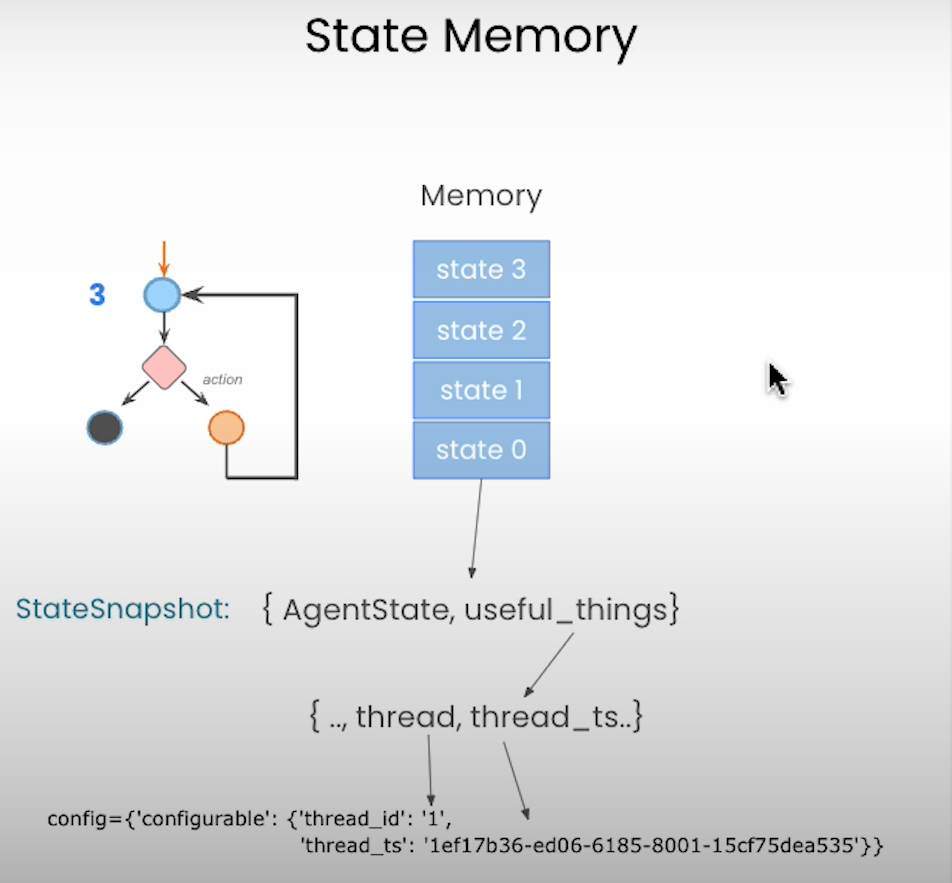 State Memory
Memory
3
state 3
state 2
action
state 1
state 0
StateSnapshot: { AgentState, useful_things}
{ .., thread, thread_ts..}
config={'configurable': {'thread_id': '1',
'thread_ts': '1ef17b36-ed06-6185-8001-15cf75dea535'}}